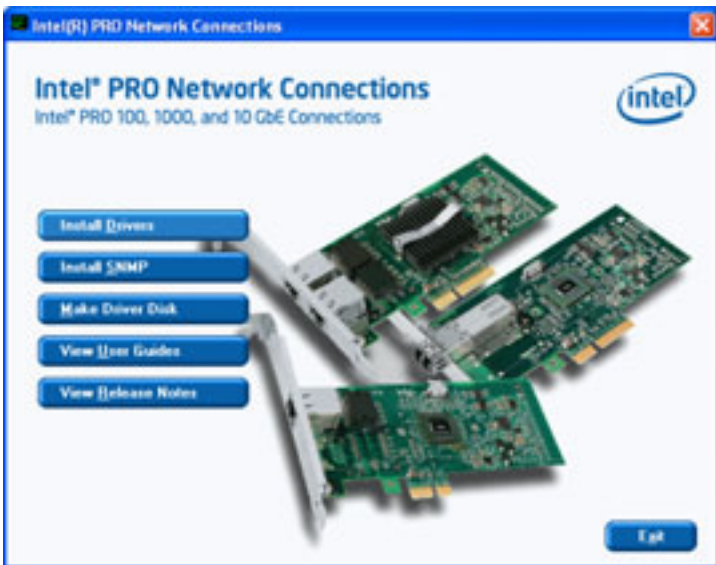 Intel(R) PRO Network Connections
Intel® PRO Network Connections
Intel® PRO 100, 1000, and 10 GbE Connections
intel
Install Drivers
Install SNMP
Make Driver Disk
View User Guides
View Release Notes
Exit